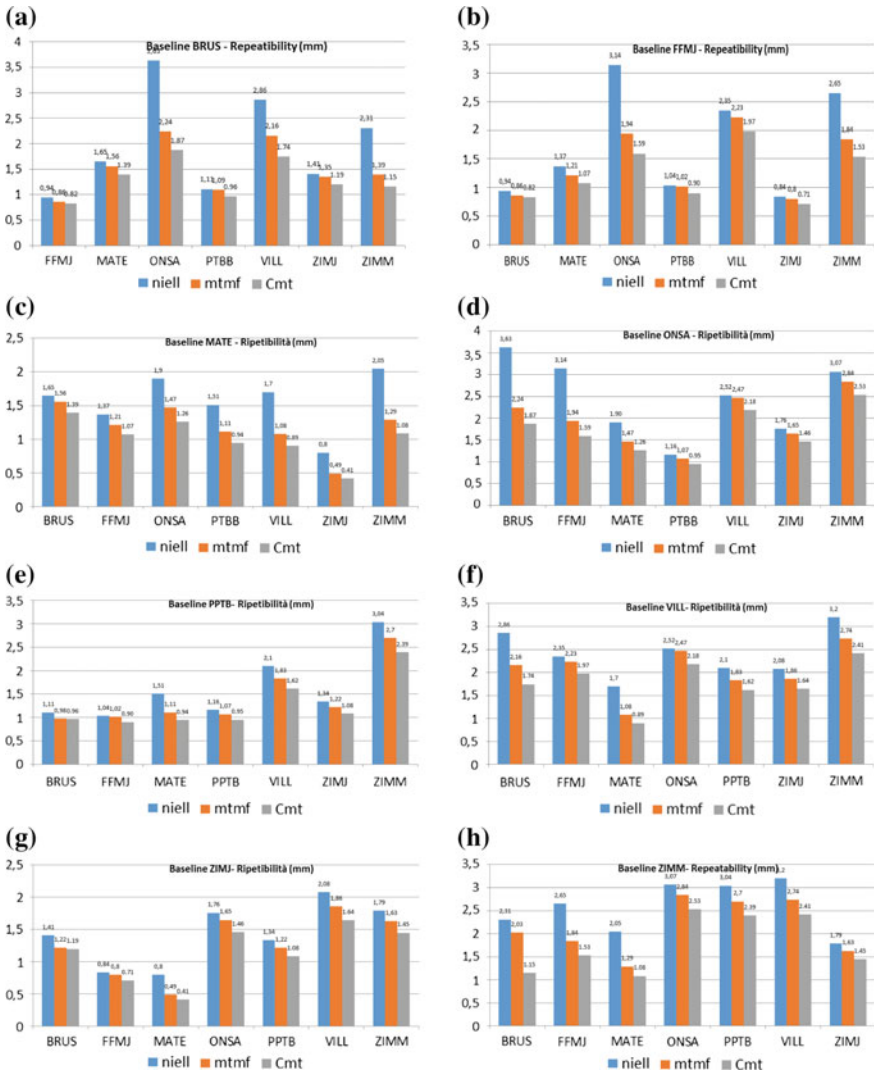 (a)
Baseline BRUS - Repeatibility (mm)
4
3,5
3
2,5
2
1,5
1
0,5
0
0,94 0,86 0,82
1,65 1,56 1,39
2,24 1,87
1,11 1,09 0,96
2,86 2,16 1,74
1,41 1,35 1,19
2,31 1,39 1,15
FFMJ MATE ONSA PTBB VILL ZIMJ ZIMM
niell mtmf Cmt
(b)
Baseline FFMJ - Repeatibility (mm)
3,5
3
2,5
2
1,5
1
0,5
0
0,94 0,86 0,82
1,37 1,21 1,07
3,14 1,94 1,59
1,04 1,02 0,90
2,35 2,23 1,97
0,84 0,8 0,71
2,65 1,84 1,53
BRUS MATE ONSA PTBB VILL ZIMJ ZIMM
niell mtmf Cmt
(c)
Baseline MATE - Ripetibilità (mm)
2,5
2
1,5
1
0,5
0
1,65 1,56 1,39
1,37 1,21 1,07
1,9 1,47 1,26
1,51 1,11 0,94
1,7 1,08 0,89
0,8 0,49 0,41
2,05 1,29 1,08
BRUS FFMJ ONSA PTBB VILL ZIMJ ZIMM
niell mtmf Cmt
(d)
Baseline ONSA - Ripetibilità (mm)
4
3,5
3
2,5
2
1,5
1
0,5
0
3,63 2,24 1,87
3,14 1,94 1,59
1,90 1,47 1,26
1,16 1,07 0,95
2,52 2,47 2,18
1,76 1,65 1,46
3,07 2,84 2,53
BRUS FFMJ MATE PTBB VILL ZIMJ ZIMM
niell mtmf Cmt
(e)
Baseline PPTB- Ripetibilità (mm)
3,5
3
2,5
2
1,5
1
0,5
0
1,11 0,98 0,96
1,04 1,02 0,90
1,51 1,11 0,94
1,16 1,07 0,95
2,1 1,83 1,62
1,34 1,22 1,08
3,04 2,7 2,39
BRUS FFMJ MATE PPTB VILL ZIMJ ZIMM
niell mtmf Cmt
(f)
Baseline VILL- Ripetibilità (mm)
3,5
3
2,5
2
1,5
1
0,5
0
2,86 2,16 1,74
2,35 2,23 1,97
1,7 1,08 0,89
2,52 2,47 2,18
2,1 1,83 1,62
2,08 1,86 1,64
3,2 2,74 2,41
BRUS FFMJ MATE ONSA PPTB ZIMJ ZIMM
niell mtmf Cmt
(g)
Baseline ZIMJ- Ripetibilità (mm)
2,5
2
1,5
1
0,5
0
1,41 1,22 1,19
0,84 0,8 0,71
0,8 0,49 0,41
1,76 1,65 1,46
1,34 1,22 1,08
2,08 1,86 1,64
1,79 1,63 1,45
BRUS FFMJ MATE ONSA PPTB VILL ZIMM
niell mtmf Cmt
(h)
Baseline ZIMM - Repeatability (mm)
3,5
3
2,5
2
1,5
1
0,5
0
2,31 2,03 1,15
2,65 1,84 1,53
2,05 1,29 1,08
3,07 2,84 2,53
3,04 2,7 2,39
2,74 2,41
1,79 1,63 1,45
BRUS FFMJ MATE ONSA PPTB VILL ZIMJ
niell mtmf Cmt